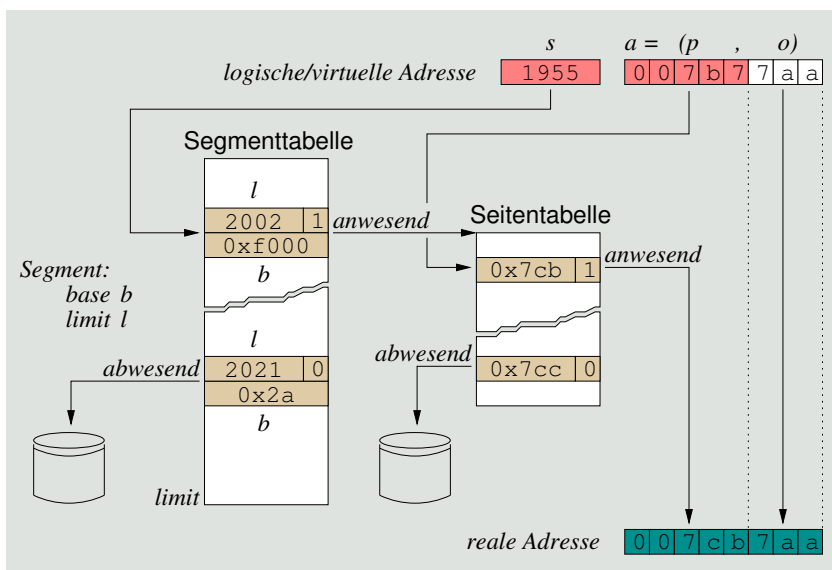 s a = (p , o)
logische/virtuelle Adresse 1955 0 0 7 b 7 7 a a
Segmenttabelle
l
2002 1 anwesend
0xf000
b
Seitentabelle
0x7cb 1 anwesend
Segment:
base b
limit l
l
abwesend 2021 0
0x2a
b
abwesend 0x7cc 0
limit
reale Adresse 0 0 7 c b 7 a a